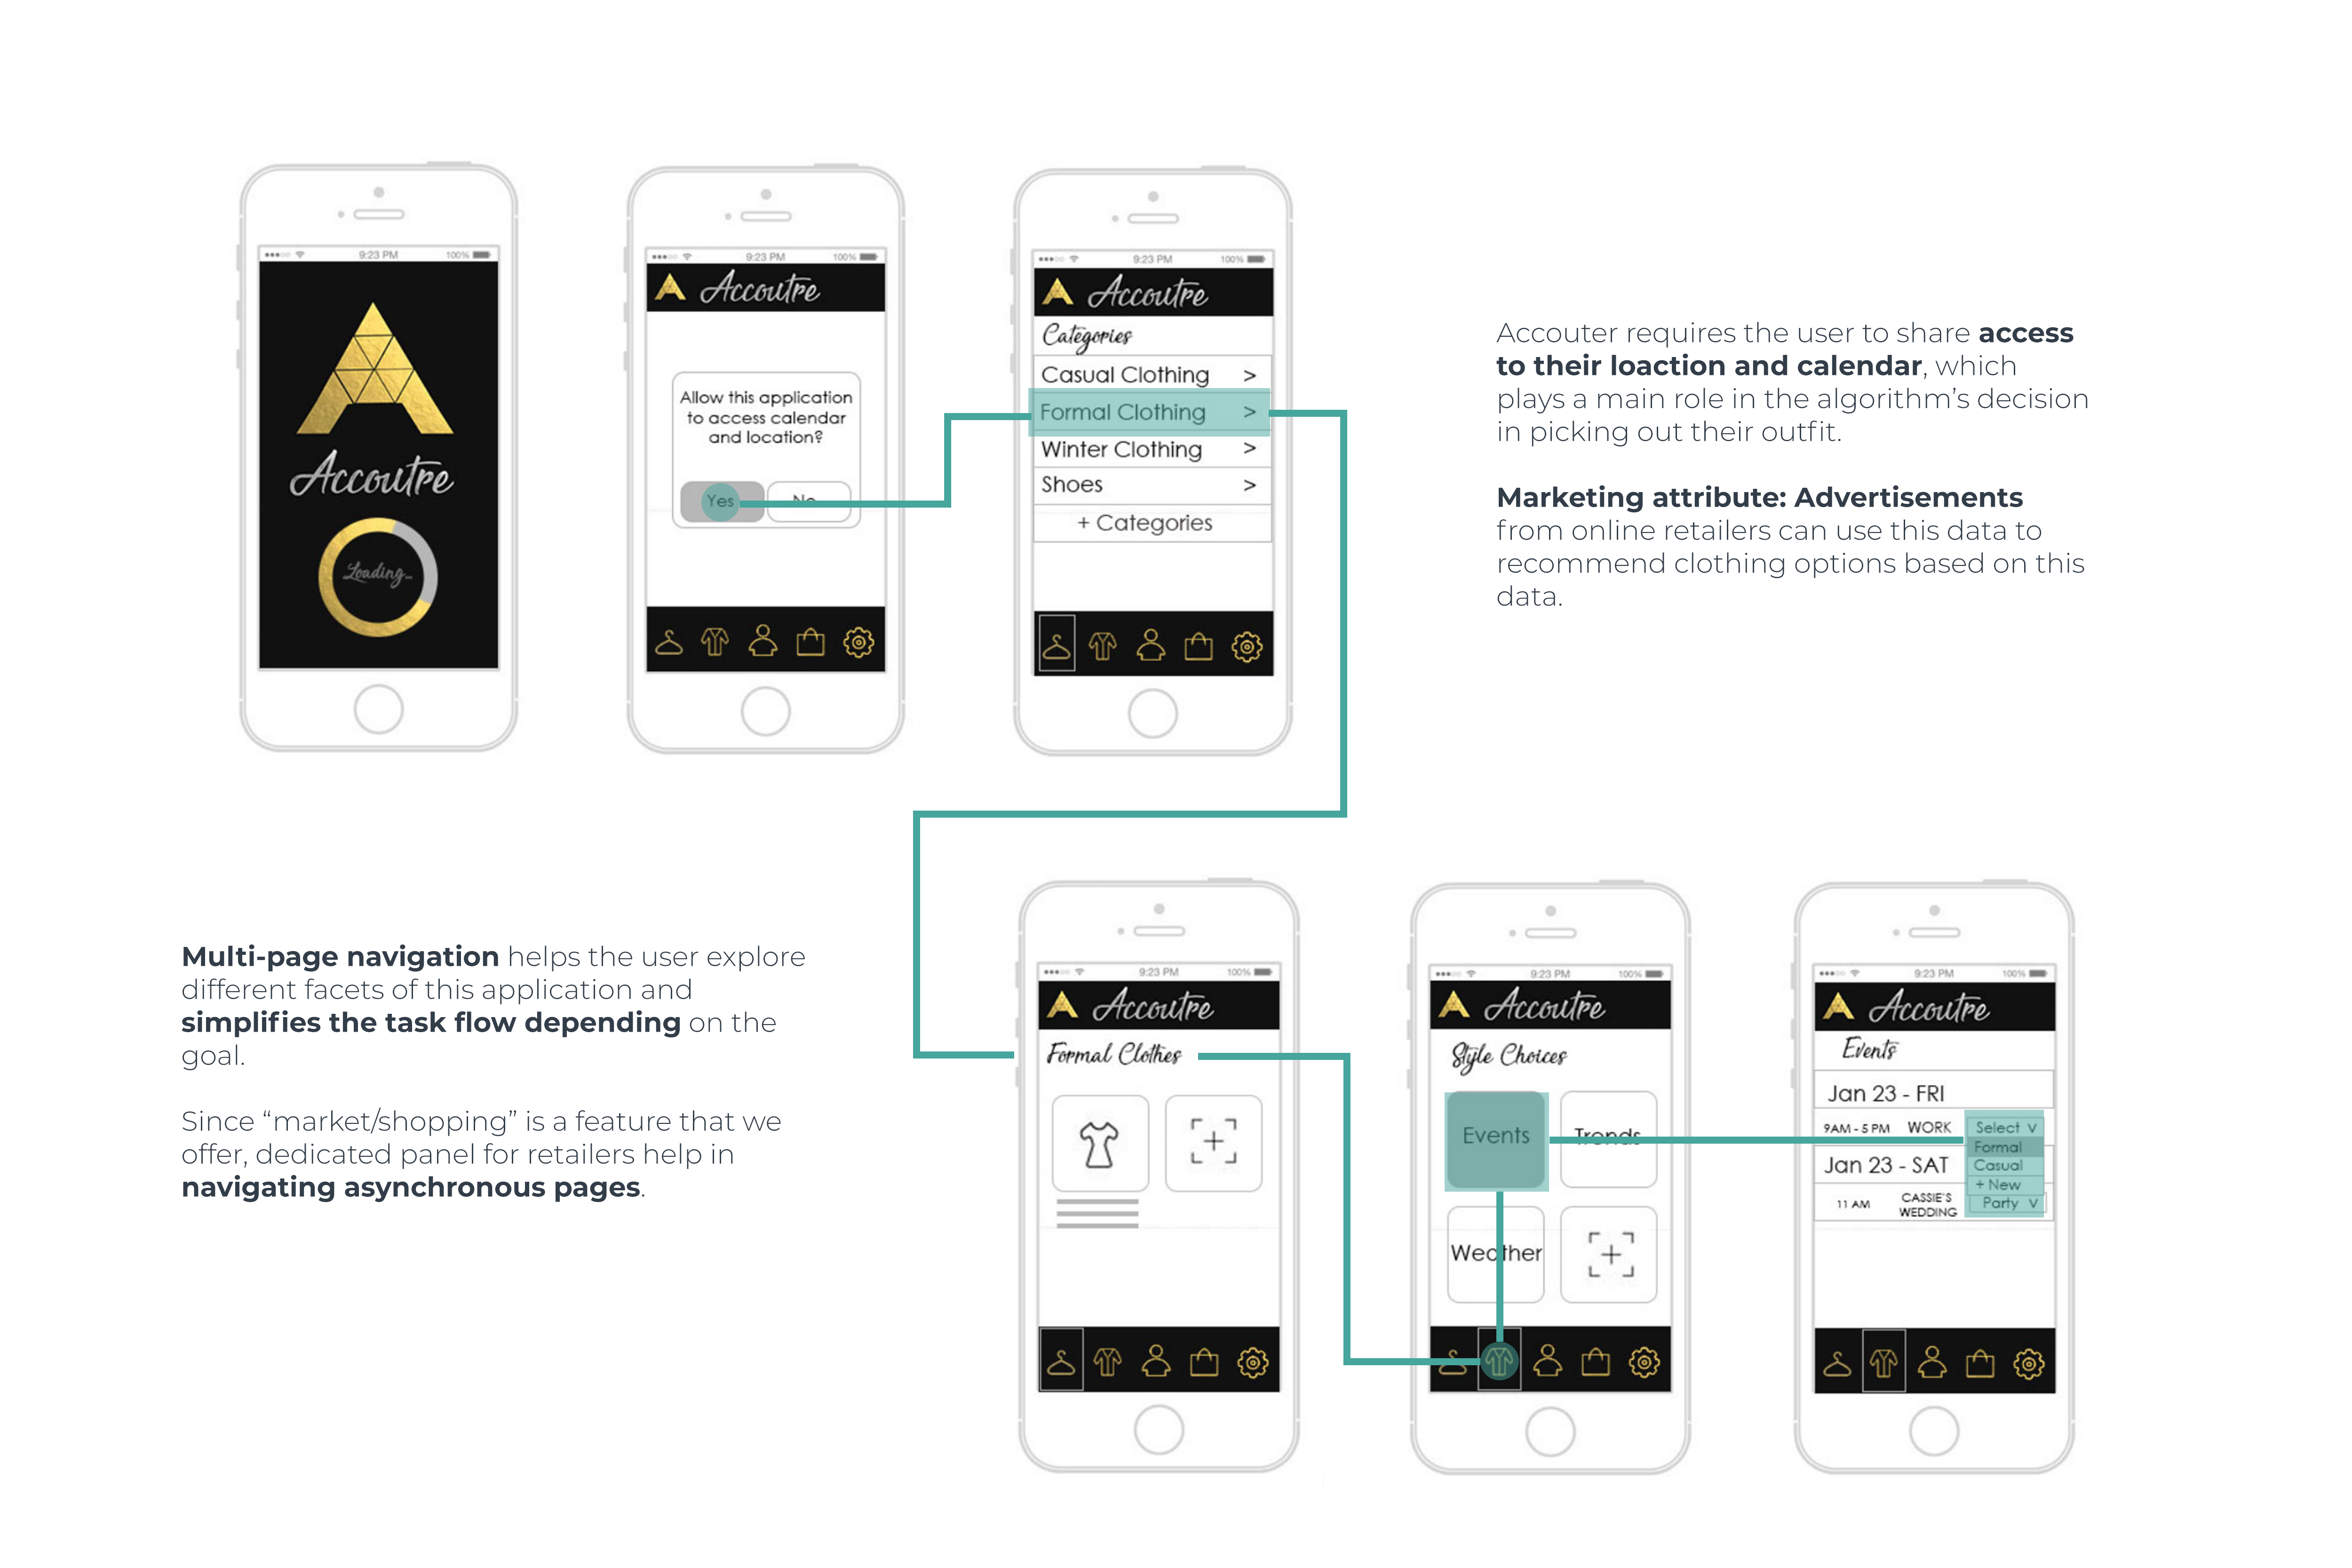 9:23 PM
100%
Accoutre
Loading...
9:23 PM
100%
Accoutre
Allow this application
to access calendar
and location?
Yes
No
9:23 PM
100%
Accoutre
Categories
Casual Clothing >
Formal Clothing >
Winter Clothing >
Shoes >
+ Categories
Accouter requires the user to share access
to their loaction and calendar, which
plays a main role in the algorithm’s decision
in picking out their outfit.
Marketing attribute: Advertisements
from online retailers can use this data to
recommend clothing options based on this
data.
Multi-page navigation helps the user explore
different facets of this application and
simplifies the task flow depending on the
goal.
Since “market/shopping” is a feature that we
offer, dedicated panel for retailers help in
navigating asynchronous pages.
9:23 PM
100%
Accoutre
Formal Clothes
9:23 PM
100%
Accoutre
Style Choices
Events
Trends
Weather
9:23 PM
100%
Accoutre
Events
Jan 23 - FRI
9AM - 5 PM WORK Select V
Formal
Jan 23 - SAT
Casual
+ New
11 AM
CASSIE'S
WEDDING
Party V